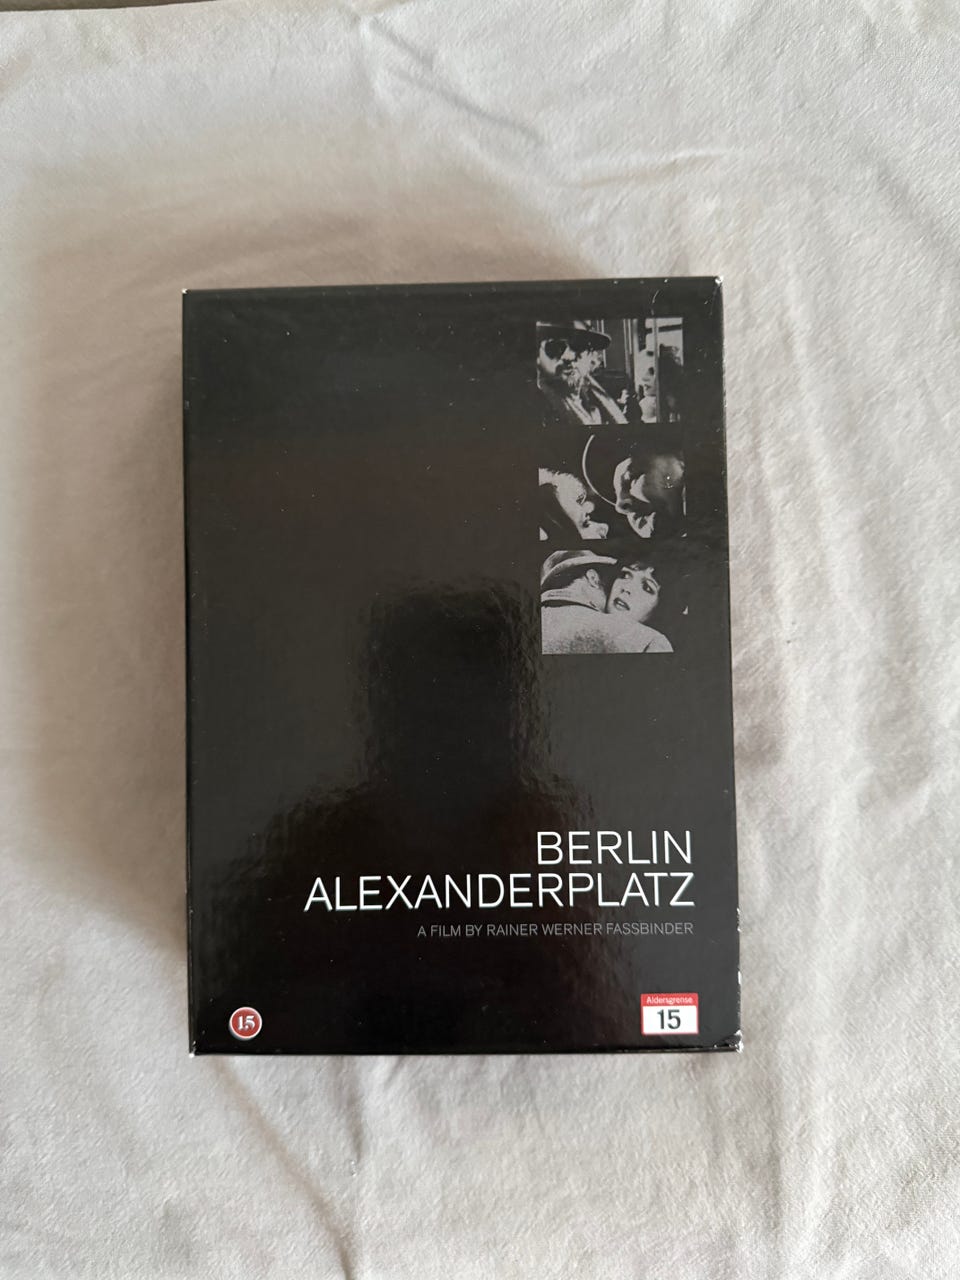 BERLIN
ALEXANDERPLATZ
A FILM BY RAINER WERNER FASSBINDER
15
Aldersgrense
15